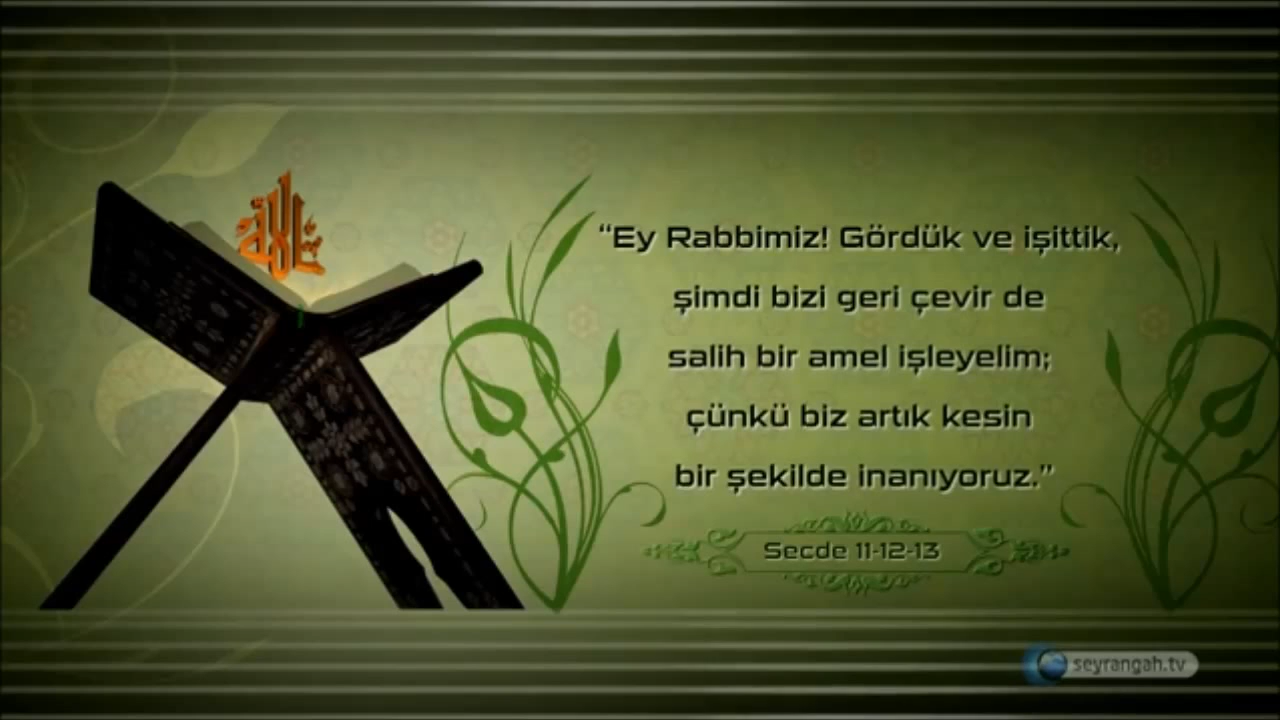 الله
“Ey Rabbimiz! Gördük ve işittik,
şimdi bizi geri çevir de
salih bir amel işleyelim;
çünkü biz artık kesin
bir şekilde inanıyoruz.”
Secde 11-12-13
seyrangah.tv